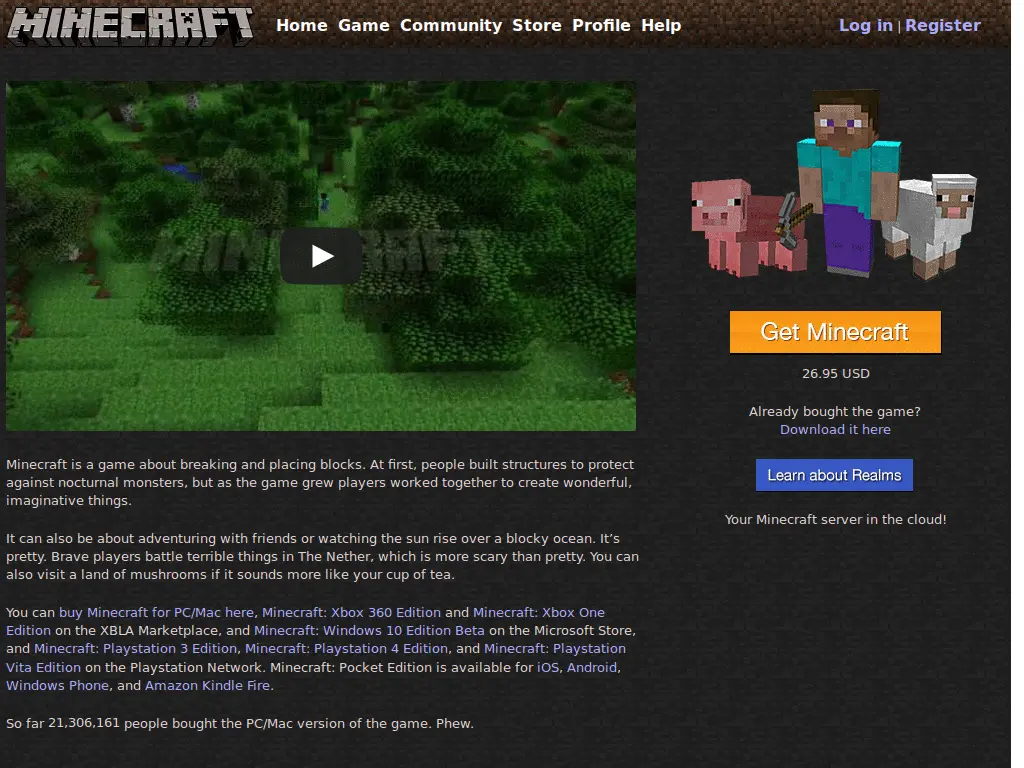 MINECRAFT
Home Game Community Store Profile Help
Log in | Register
MINECRAFT
Get Minecraft
26.95 USD
Already bought the game?
Download it here
Learn about Realms
Your Minecraft server in the cloud!
Minecraft is a game about breaking and placing blocks. At first, people built structures to protect
against nocturnal monsters, but as the game grew players worked together to create wonderful,
imaginative things.
It can also be about adventuring with friends or watching the sun rise over a blocky ocean. It’s
pretty. Brave players battle terrible things in The Nether, which is more scary than pretty. You can
also visit a land of mushrooms if it sounds more like your cup of tea.
You can buy Minecraft for PC/Mac here, Minecraft: Xbox 360 Edition and Minecraft: Xbox One
Edition on the XBLA Marketplace, and Minecraft: Windows 10 Edition Beta on the Microsoft Store,
and Minecraft: Playstation 3 Edition, Minecraft: Playstation 4 Edition, and Minecraft: Playstation
Vita Edition on the Playstation Network. Minecraft: Pocket Edition is available for iOS, Android,
Windows Phone, and Amazon Kindle Fire.
So far 21,306,161 people bought the PC/Mac version of the game. Phew.